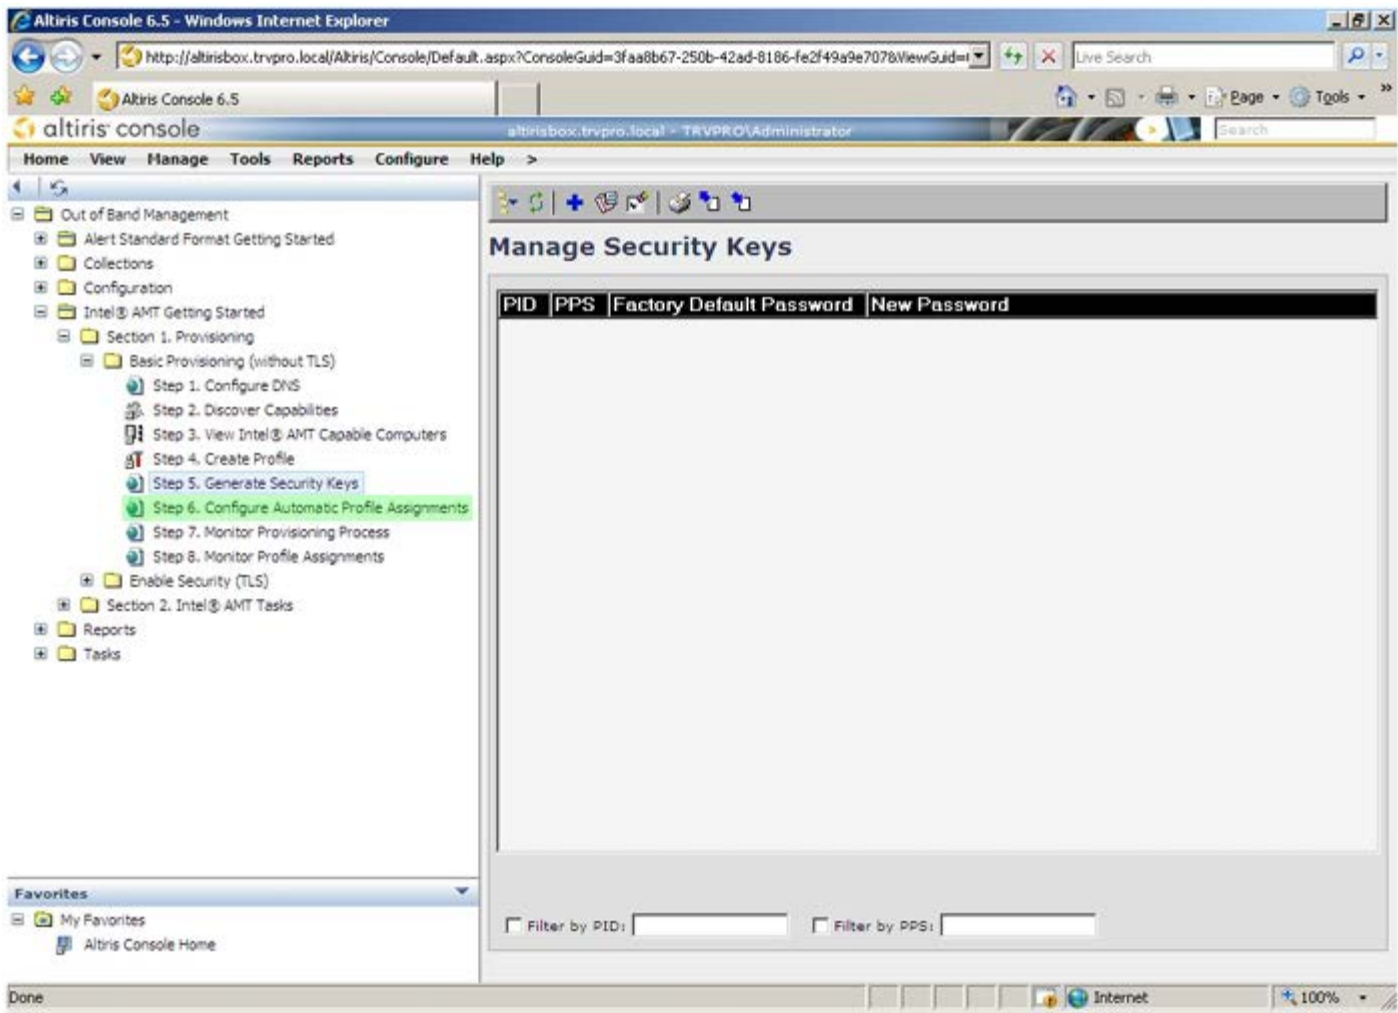 Altiris Console 6.5 - Windows Internet Explorer
http://altirisbox.trvpro.local/Altiris/Console/Default.aspx?ConsoleGuid=3faa8b67-250b-42ad-8186-fe2f49a9e707&ViewGuid=
Live Search
Altiris Console 6.5
Page
Tools
altiris console
altirisbox.trvpro.local - TRVPRO\Administrator
Search
Home View Manage Tools Reports Configure Help >
Out of Band Management
Alert Standard Format Getting Started
Collections
Configuration
Intel® AMT Getting Started
Section 1. Provisioning
Basic Provisioning (without TLS)
Step 1. Configure DNS
Step 2. Discover Capabilities
Step 3. View Intel® AMT Capable Computers
Step 4. Create Profile
Step 5. Generate Security Keys
Step 6. Configure Automatic Profile Assignments
Step 7. Monitor Provisioning Process
Step 8. Monitor Profile Assignments
Enable Security (TLS)
Section 2. Intel® AMT Tasks
Reports
Tasks
Manage Security Keys
PID PPS Factory Default Password New Password
Favorites
My Favorites
Altris Console Home
Filter by PID:
Filter by PPS:
Done
Internet
100%